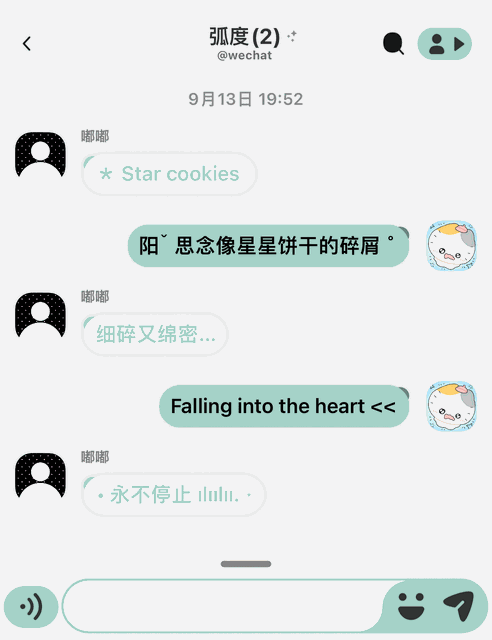 弧度(2)
@wechat
9月13日 19:52
嘟嘟
* Star cookies
阳ˇ 思念像星星饼干的碎屑 °
嘟嘟
细碎又绵密...
Falling into the heart <<
嘟嘟
• 永不停止 ılıılıı. ·